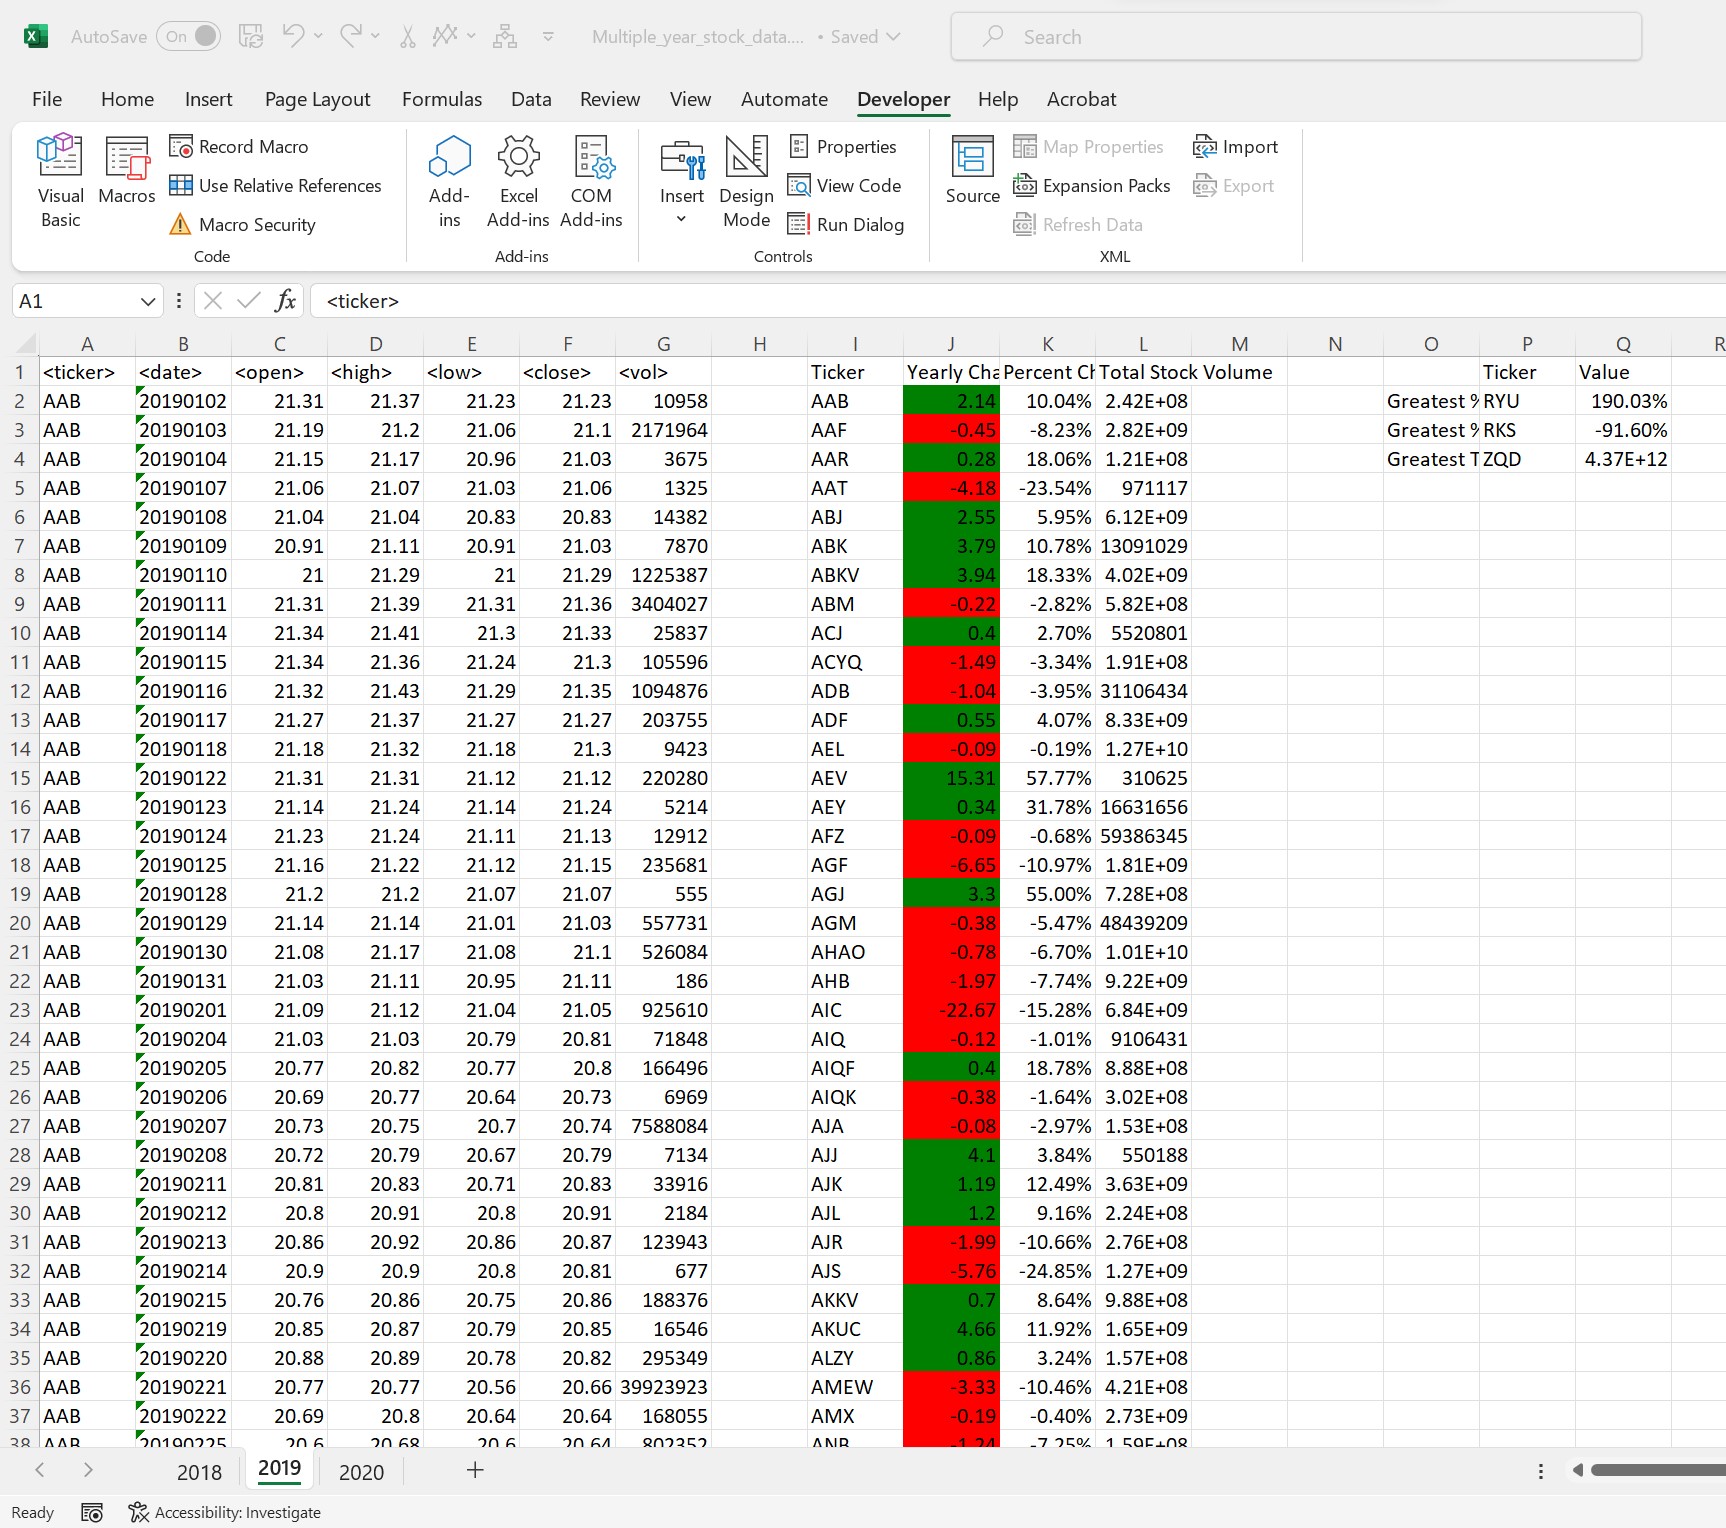 AutoSave On Multiple_year_stock_data.... • Saved Search
File Home Insert Page Layout Formulas Data Review View Automate Developer Help Acrobat
Visual Basic
Macros
Record Macro
Use Relative References
Macro Security
Code
Add-ins
Excel Add-ins
COM Add-ins
Add-ins
Insert
Design Mode
Properties
View Code
Run Dialog
Controls
Source
Map Properties
Expansion Packs
Refresh Data
Import
Export
XML
A1 fx <ticker>
A B C D E F G H I J K L M N O P Q R
1 <ticker> <date> <open> <high> <low> <close> <vol> Ticker Yearly Cha Percent Ch Total Stock Volume Ticker Value
2 AAB 20190102 21.31 21.37 21.23 21.23 10958 AAB 2.14 10.04% 2.42E+08 Greatest % RYU 190.03%
3 AAB 20190103 21.19 21.2 21.06 21.1 2171964 AAF -0.45 -8.23% 2.82E+09 Greatest % RKS -91.60%
4 AAB 20190104 21.15 21.17 20.96 21.03 3675 AAR 0.28 18.06% 1.21E+08 Greatest T ZQD 4.37E+12
5 AAB 20190107 21.06 21.07 21.03 21.06 1325 AAT -4.18 -23.54% 971117
6 AAB 20190108 21.04 21.04 20.83 20.83 14382 ABJ 2.55 5.95% 6.12E+09
7 AAB 20190109 20.91 21.11 20.91 21.03 7870 ABK 3.79 10.78% 13091029
8 AAB 20190110 21 21.29 21 21.29 1225387 ABKV 3.94 18.33% 4.02E+09
9 AAB 20190111 21.31 21.39 21.31 21.36 3404027 ABM -0.22 -2.82% 5.82E+08
10 AAB 20190114 21.34 21.41 21.3 21.33 25837 ACJ 0.4 2.70% 5520801
11 AAB 20190115 21.34 21.36 21.24 21.3 105596 ACYQ -1.49 -3.34% 1.91E+08
12 AAB 20190116 21.32 21.43 21.29 21.35 1094876 ADB -1.04 -3.95% 31106434
13 AAB 20190117 21.27 21.37 21.27 21.27 203755 ADF 0.55 4.07% 8.33E+09
14 AAB 20190118 21.18 21.32 21.18 21.3 9423 AEL -0.09 -0.19% 1.27E+10
15 AAB 20190122 21.31 21.31 21.12 21.12 220280 AEV 15.31 57.77% 310625
16 AAB 20190123 21.14 21.24 21.14 21.24 5214 AEY 0.34 31.78% 16631656
17 AAB 20190124 21.23 21.24 21.11 21.13 12912 AFZ -0.09 -0.68% 59386345
18 AAB 20190125 21.16 21.22 21.12 21.15 235681 AGF -6.65 -10.97% 1.81E+09
19 AAB 20190128 21.2 21.2 21.07 21.07 555 AGJ 3.3 55.00% 7.28E+08
20 AAB 20190129 21.14 21.14 21.01 21.03 557731 AGM -0.38 -5.47% 48439209
21 AAB 20190130 21.08 21.17 21.08 21.1 526084 AHAO -0.78 -6.70% 1.01E+10
22 AAB 20190131 21.03 21.11 20.95 21.11 186 AHB -1.97 -7.74% 9.22E+09
23 AAB 20190201 21.09 21.12 21.04 21.05 925610 AIC -22.67 -15.28% 6.84E+09
24 AAB 20190204 21.03 21.03 20.79 20.81 71848 AIQ -0.12 -1.01% 9106431
25 AAB 20190205 20.77 20.82 20.77 20.8 166496 AIQF 0.4 18.78% 8.88E+08
26 AAB 20190206 20.69 20.77 20.64 20.73 6969 AIQK -0.38 -1.64% 3.02E+08
27 AAB 20190207 20.73 20.75 20.7 20.74 7588084 AJA -0.08 -2.97% 1.53E+08
28 AAB 20190208 20.72 20.79 20.67 20.79 7134 AJJ 4.1 3.84% 550188
29 AAB 20190211 20.81 20.83 20.71 20.83 33916 AJK 1.19 12.49% 3.63E+09
30 AAB 20190212 20.8 20.91 20.8 20.91 2184 AJL 1.2 9.16% 2.24E+08
31 AAB 20190213 20.86 20.92 20.86 20.87 123943 AJR -1.99 -10.66% 2.76E+08
32 AAB 20190214 20.9 20.9 20.8 20.81 677 AJS -5.76 -24.85% 1.27E+09
33 AAB 20190215 20.76 20.86 20.75 20.86 188376 AKKV 0.7 8.64% 9.88E+08
34 AAB 20190219 20.85 20.87 20.79 20.85 16546 AKUC 4.66 11.92% 1.65E+09
35 AAB 20190220 20.88 20.89 20.78 20.82 295349 ALZY 0.86 3.24% 1.57E+08
36 AAB 20190221 20.77 20.77 20.56 20.66 39923923 AMEW -3.33 -10.46% 4.21E+08
37 AAB 20190222 20.69 20.8 20.64 20.64 168055 AMX -0.19 -0.40% 2.73E+09
38 AAB 20190225 20.6 20.68 20.6 20.64 802352 ANB -1.24 -7.25% 1.59E+08
2018 2019 2020 +
Ready Accessibility: Investigate